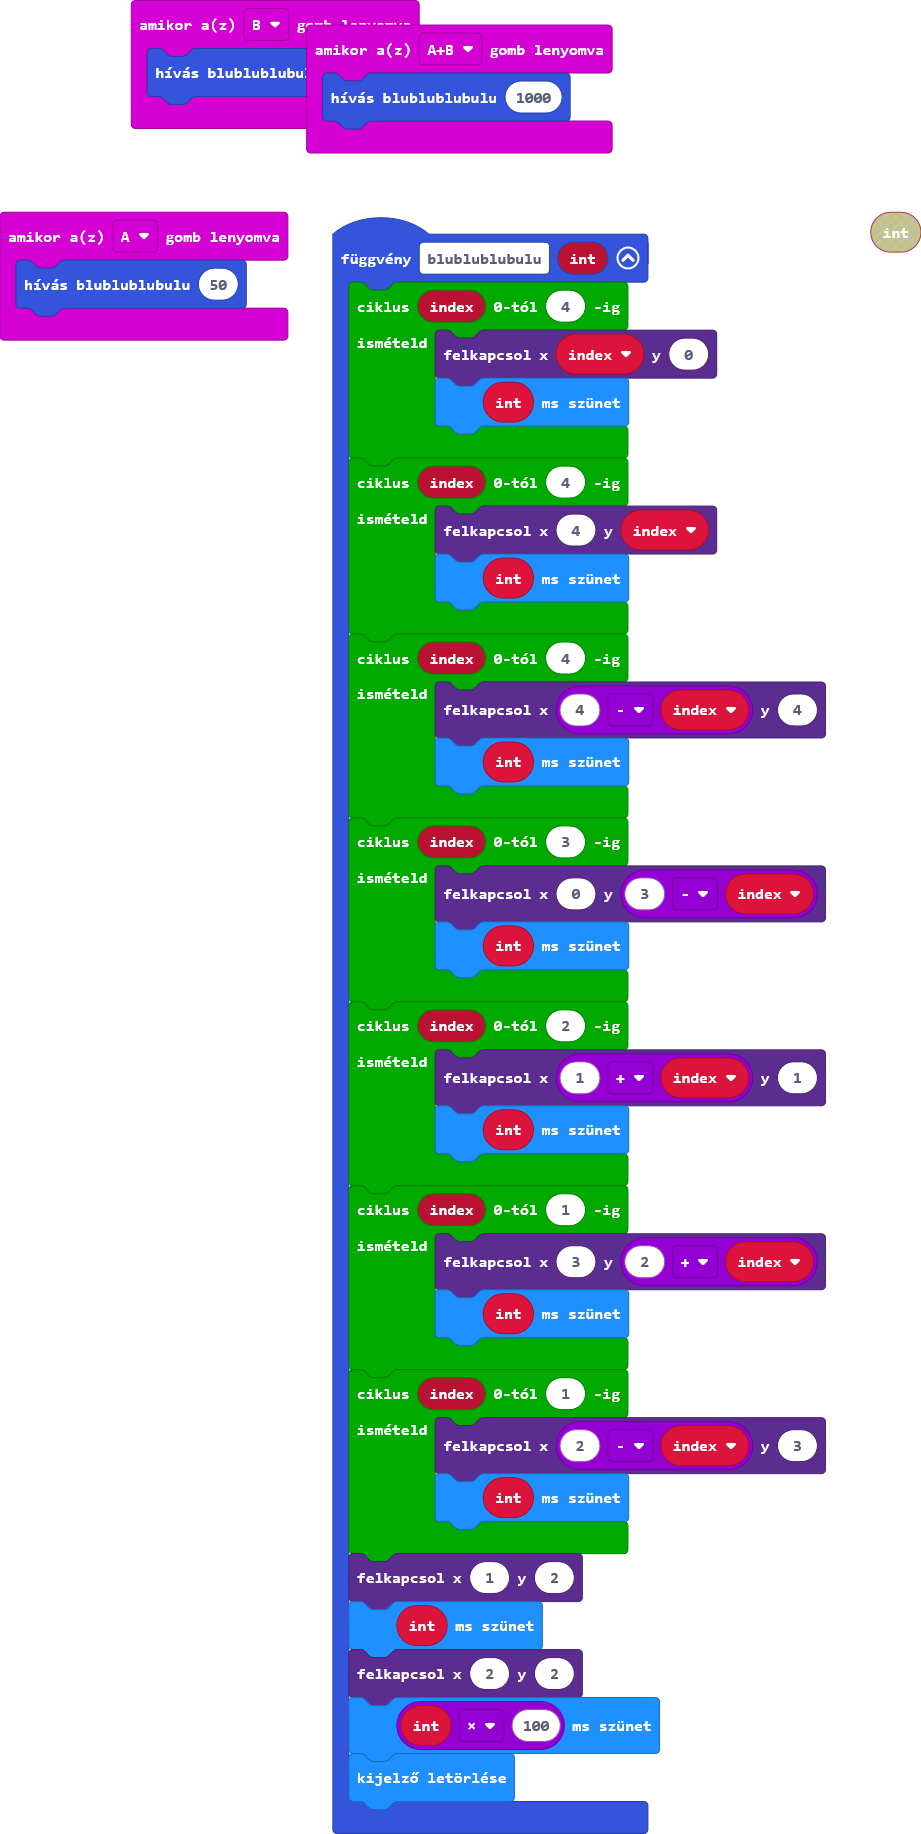 amikor a(z) B gomb lenyomva
hívás blublublubul
amikor a(z) A+B gomb lenyomva
hívás blublublubulu 1000
amikor a(z) A gomb lenyomva
hívás blublublubulu 50
int
függvény blublublubulu int
ciklus index 0-tól 4 -ig
ismételd
felkapcsol x index y 0
int ms szünet
ciklus index 0-tól 4 -ig
ismételd
felkapcsol x 4 y index
int ms szünet
ciklus index 0-tól 4 -ig
ismételd
felkapcsol x 4 - index y 4
int ms szünet
ciklus index 0-tól 3 -ig
ismételd
felkapcsol x 0 y 3 - index
int ms szünet
ciklus index 0-tól 2 -ig
ismételd
felkapcsol x 1 + index y 1
int ms szünet
ciklus index 0-tól 1 -ig
ismételd
felkapcsol x 3 y 2 + index
int ms szünet
ciklus index 0-tól 1 -ig
ismételd
felkapcsol x 2 - index y 3
int ms szünet
felkapcsol x 1 y 2
int ms szünet
felkapcsol x 2 y 2
int × 100 ms szünet
kijelző letörlése